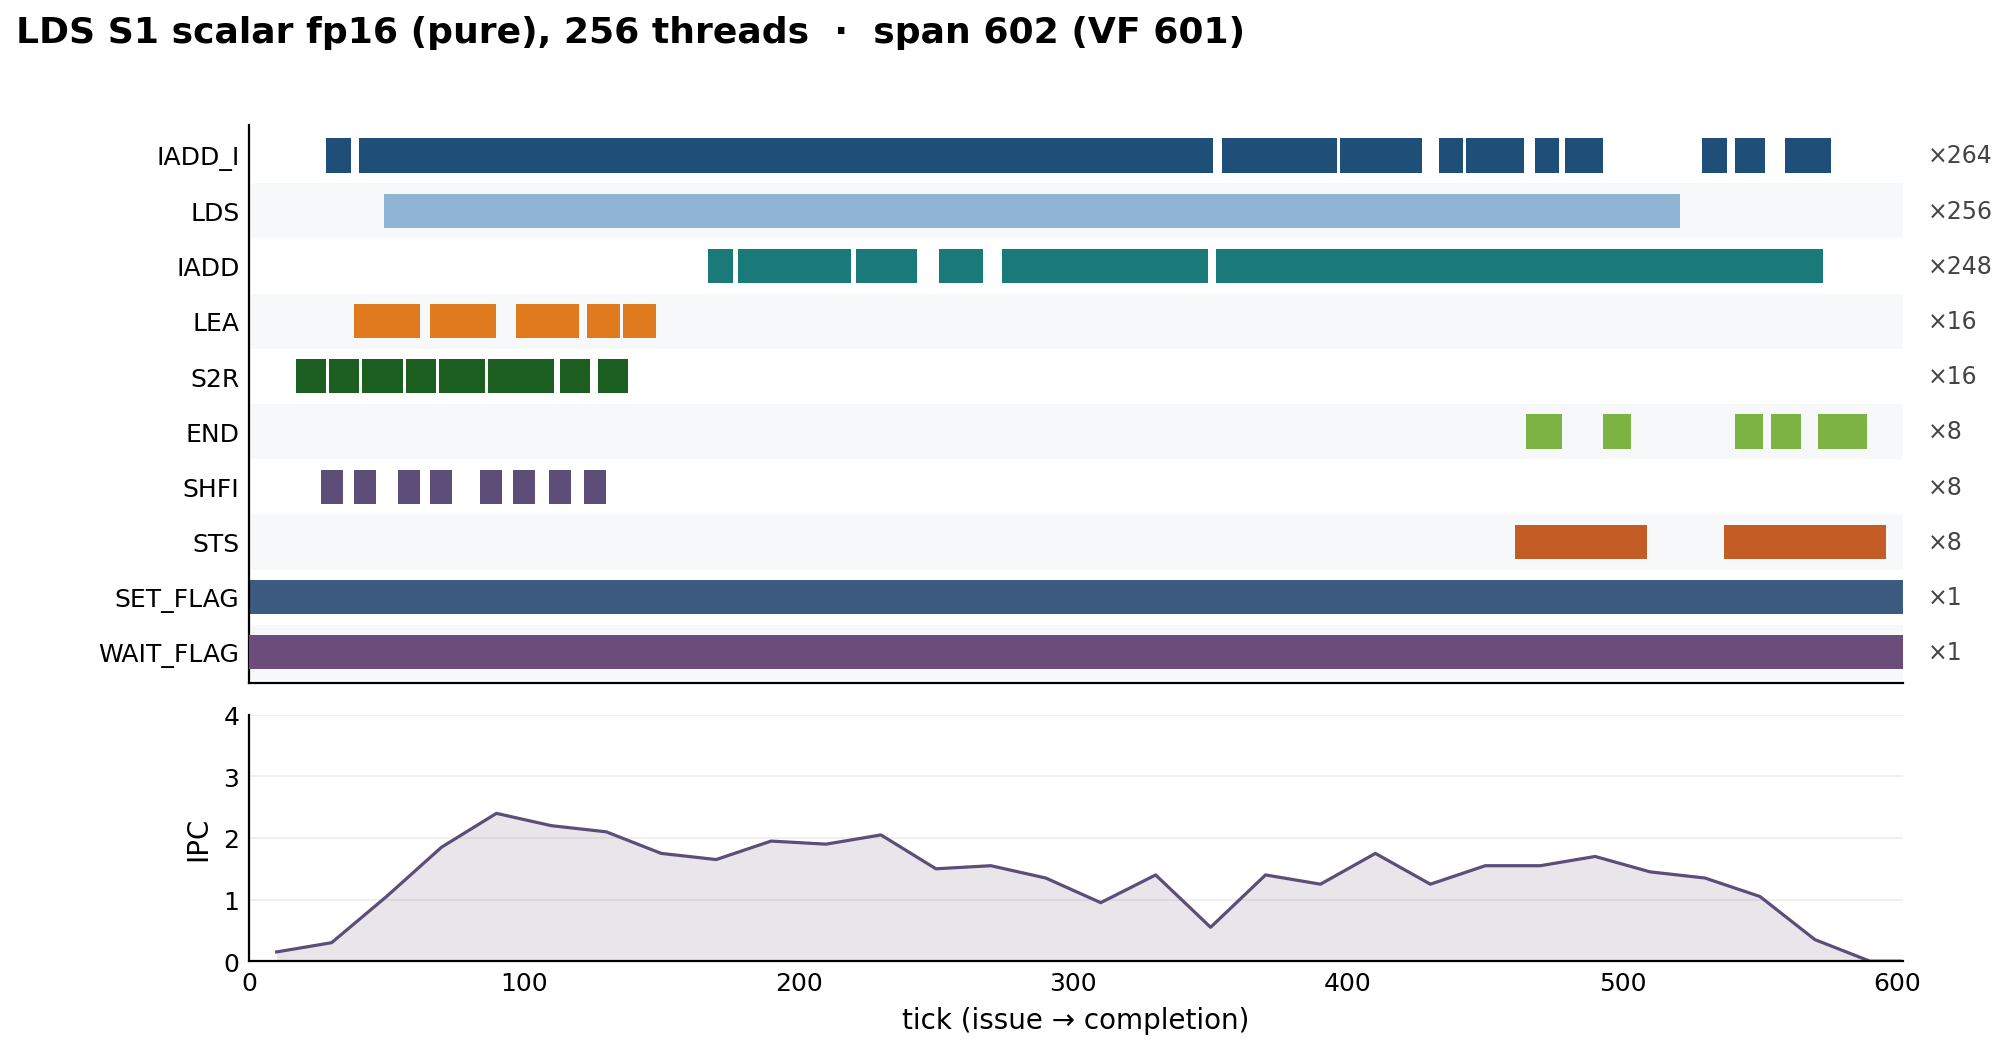 LDS S1 scalar fp16 (pure), 256 threads · span 602 (VF 601)
IADD_I ×264
LDS ×256
IADD ×248
LEA ×16
S2R ×16
END ×8
SHFI ×8
STS ×8
SET_FLAG ×1
WAIT_FLAG ×1
4
3
2
1
0
IPC
0 100 200 300 400 500 600
tick (issue → completion)